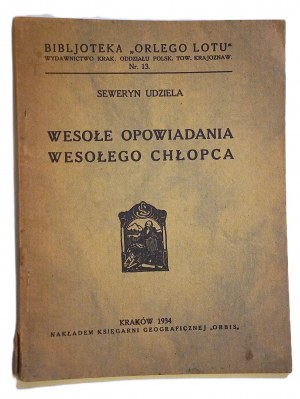 BIBLJOTEKA „ORLEGO LOTU"
WYDAWNICTWO KRAK. ODDZIAŁU POLSK. TOW. KRAJOZNAW.
Nr. 13.
SEWERYN UDZIELA
WESOŁE OPOWIADANIA
WESOŁEGO CHŁOPCA
KRAKÓW 1934
NAKŁADEM KSIĘGARNI GEOGRAFICZNEJ „ORBIS„